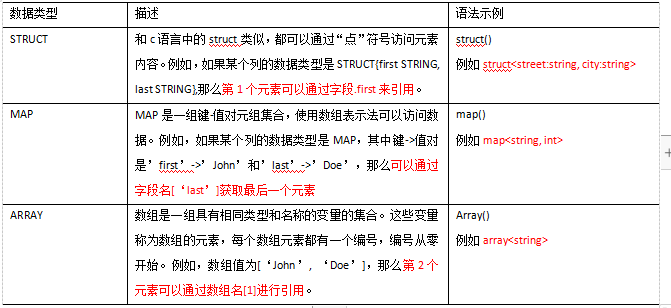 数据类型 描述 语法示例
STRUCT 和 c 语言中的 struct 类似，都可以通过“点”符号访问元素 struct()
内容。例如，如果某个列的数据类型是 STRUCT{first STRING, 例如 struct<street:string, city:string>
last STRING},那么第 1 个元素可以通过字段.first 来引用。
MAP MAP 是一组键-值对元组集合，使用数组表示法可以访问数 map()
据。例如，如果某个列的数据类型是 MAP，其中键->值对 例如 map<string, int>
是’first’->’John’和’last’->’Doe’，那么可以通过
字段名[‘last’]获取最后一个元素
ARRAY 数组是一组具有相同类型和名称的变量的集合。这些变量 Array()
称为数组的元素，每个数组元素都有一个编号，编号从零 例如 array<string>
开始。例如，数组值为[‘John’, ‘Doe’]，那么第 2 个
元素可以通过数组名[1]进行引用。